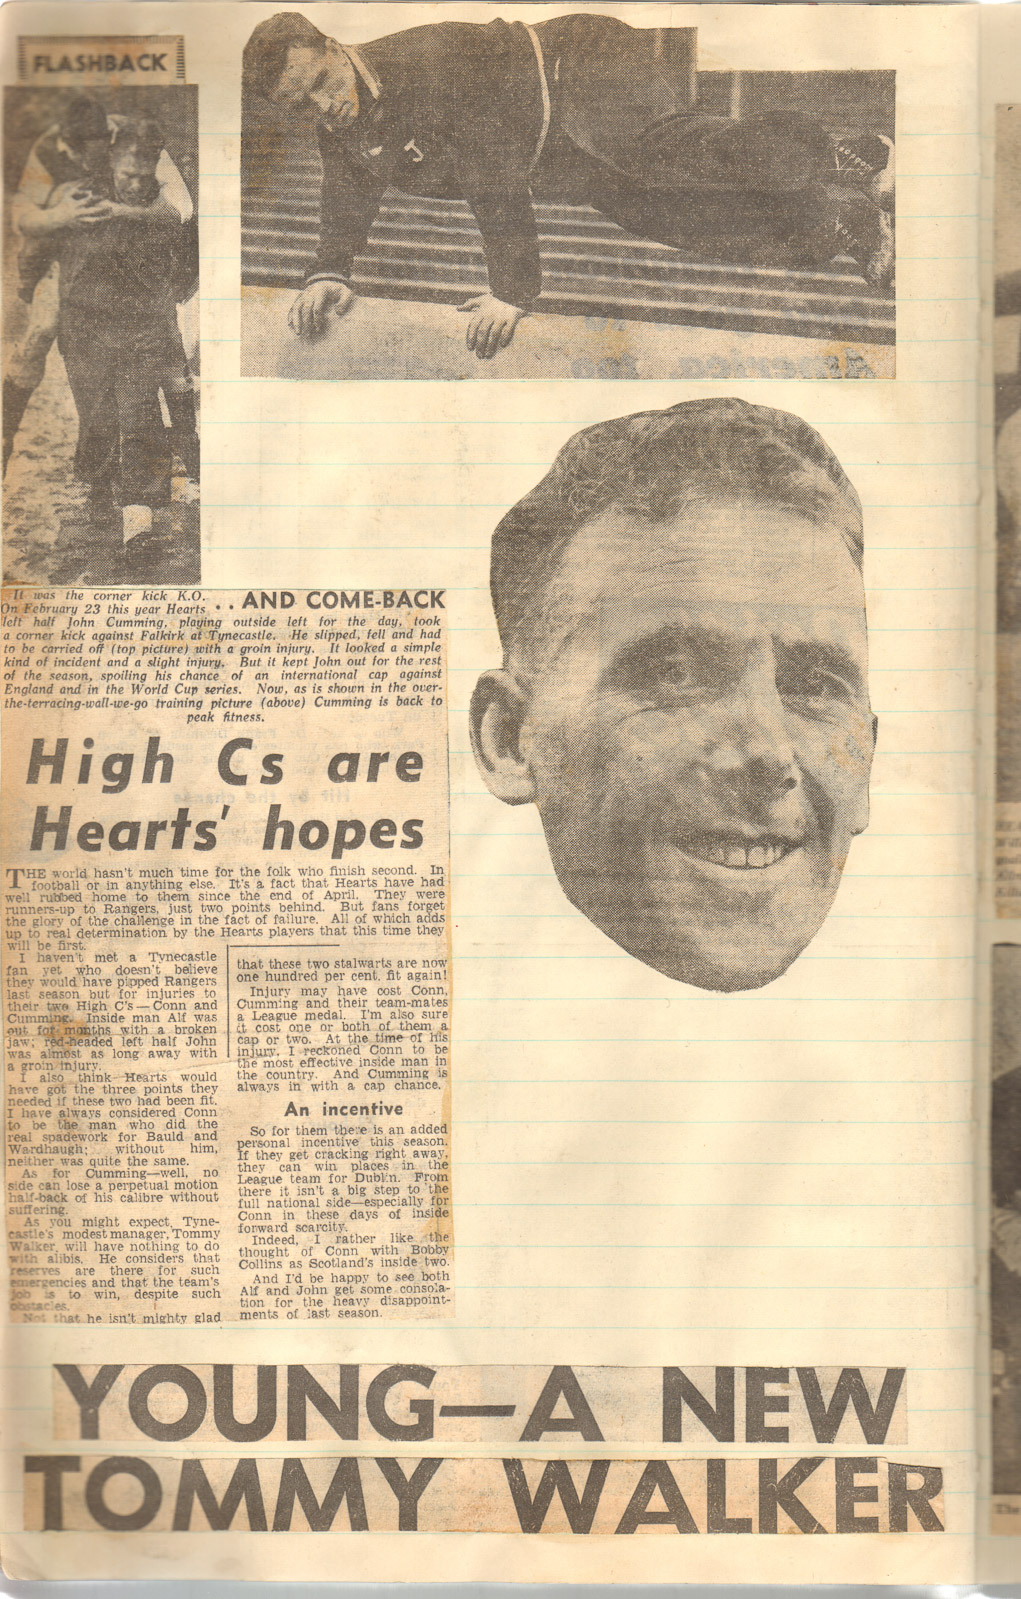 FLASHBACK
It was the corner kick K.O.
On February 23 this year Hearts
. . AND COME-BACK
left half John Cumming, playing outside left for the day, took
a corner kick against Falkirk at Tynecastle. He slipped, fell and had
to be carried off (top picture) with a groin injury. It looked a simple
kind of incident and a slight injury. But it kept John out for the rest
of the season, spoiling his chance of an international cap against
England and in the World Cup series. Now, as is shown in the over-
the-terracing-wall-we-go training picture (above) Cumming is back to
peak fitness.
High Cs are
Hearts' hopes
THE world hasn't much time for the folk who finish second. In
football or in anything else. It's a fact that Hearts have had
well rubbed home to them since the end of April. They were
runners-up to Rangers, just two points behind. But fans forget
the glory of the challenge in the fact of failure. All of which adds
up to real determination by the Hearts players that this time they
will be first.
I haven't met a Tynecastle
fan yet who doesn't believe
they would have pipped Rangers
last season but for injuries to
their two High C's — Conn and
Cumming. Inside man Alf was
out for months with a broken
jaw; red-headed left half John
was almost as long away with
a groin injury.
I also think Hearts would
have got the three points they
needed if these two had been fit.
I have always considered Conn
to be the man who did the
real spadework for Bauld and
Wardhaugh; without him,
neither was quite the same.
As for Cumming—well, no
side can lose a perpetual motion
half-back of his calibre without
suffering.
As you might expect, Tyne-
castle's modest manager, Tommy
Walker, will have nothing to do
with alibis. He considers that
reserves are there for such
emergencies and that the team's
job is to win, despite such
obstacles.
Not that he isn't mighty glad
that these two stalwarts are now
one hundred per cent. fit again!
Injury may have cost Conn,
Cumming and their team-mates
a League medal. I'm also sure
it cost one or both of them a
cap or two. At the time of his
injury, I reckoned Conn to be
the most effective inside man in
the country. And Cumming is
always in with a cap chance.
An incentive
So for them there is an added
personal incentive this season.
If they get cracking right away,
they can win places in the
League team for Dublin. From
there it isn't a big step to the
full national side—especially for
Conn in these days of inside
forward scarcity.
Indeed, I rather like the
thought of Conn with Bobby
Collins as Scotland's inside two.
And I'd be happy to see both
Alf and John get some consola-
tion for the heavy disappoint-
ments of last season.
YOUNG—A NEW
TOMMY WALKER